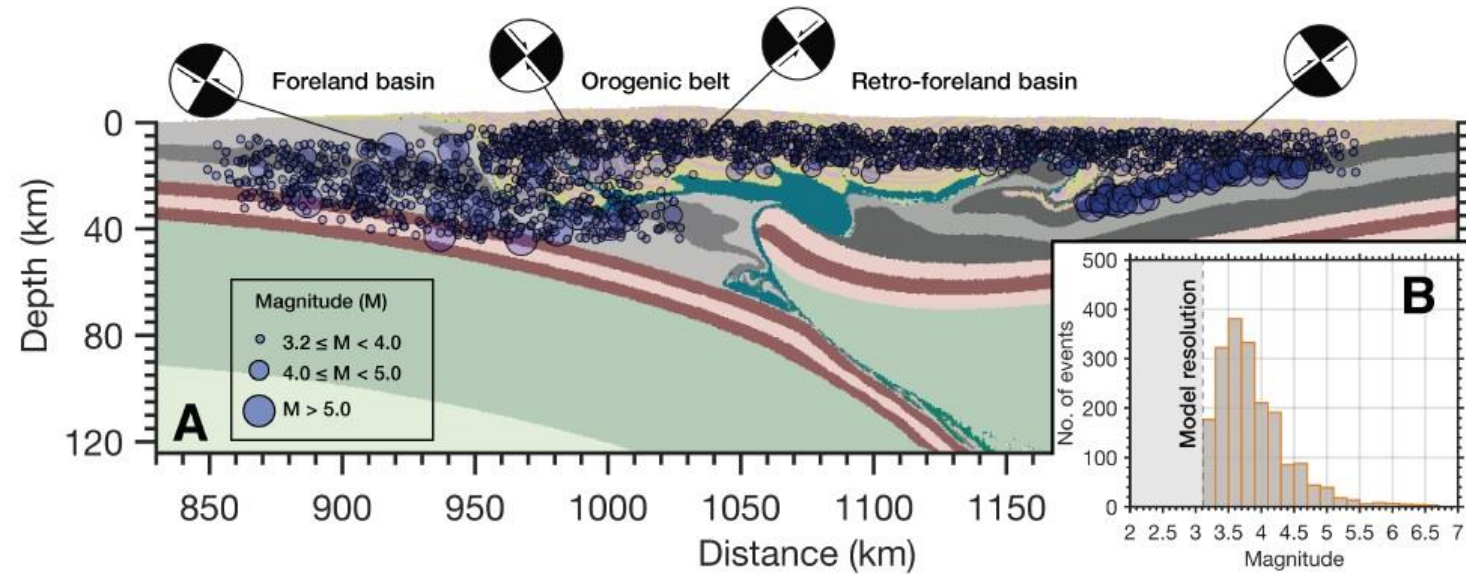 Foreland basin
Orogenic belt
Retro-foreland basin
Depth (km)
0
40
80
120
Magnitude (M)
3.2 ≤ M < 4.0
4.0 ≤ M < 5.0
M > 5.0
A
850
900
950
1000
1050
1100
1150
Distance (km)
B
Model resolution
No. of events
500
400
300
200
100
0
2
2.5
3
3.5
4
4.5
5
5.5
6
6.5
7
Magnitude